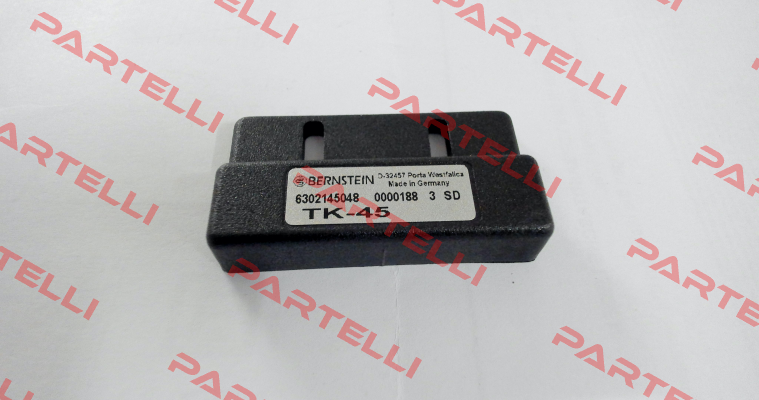 BERNSTEIN D-32457 Porta Westfalica
Made in Germany
6302145048 0000188 3 SD
TK-45
PARTELLI
PARTELLI
PARTELLI
PARTELLI
PARTELLI
PARTELLI
PARTELLI
PARTELLI